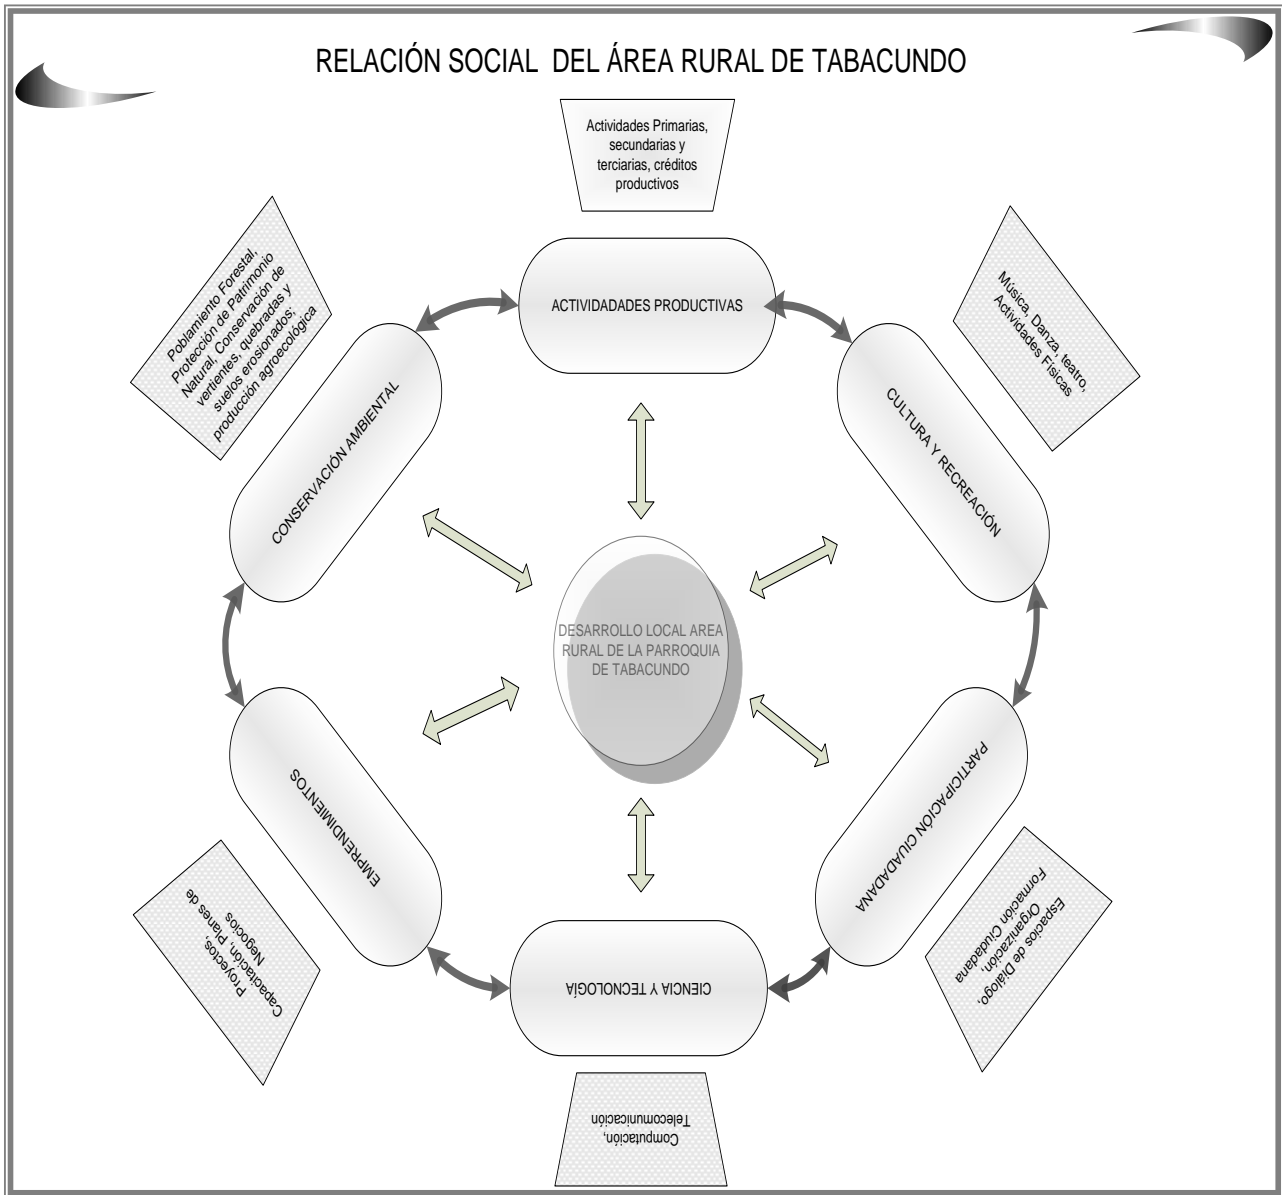 RELACIÓN SOCIAL DEL ÁREA RURAL DE TABACUNDO
Actividades Primarias,
secundarias y
terciarias, créditos
productivos
ACTIVIDADADES PRODUCTIVAS
Música, Danza, teatro,
Actividades Físicas
CULTURA Y RECREACIÓN
PARTICIPACIÓN CIUADADANA
Espacios de Diálogo,
Organización,
Formación Ciudadana
CIENCIA Y TECNOLOGÍA
Computación,
Telecomunicación
EMPRENDIMIENTOS
Proyectos,
Capacitación, Planes de
Negocios
CONSERVACIÓN AMBIENTAL
Poblamiento Forestal,
Protección de Patrimonio
Natural, Conservación de
vertientes, quebradas y
suelos erosionados;
producción agroecológica
DESARROLLO LOCAL AREA
RURAL DE LA PARROQUIA
DE TABACUNDO